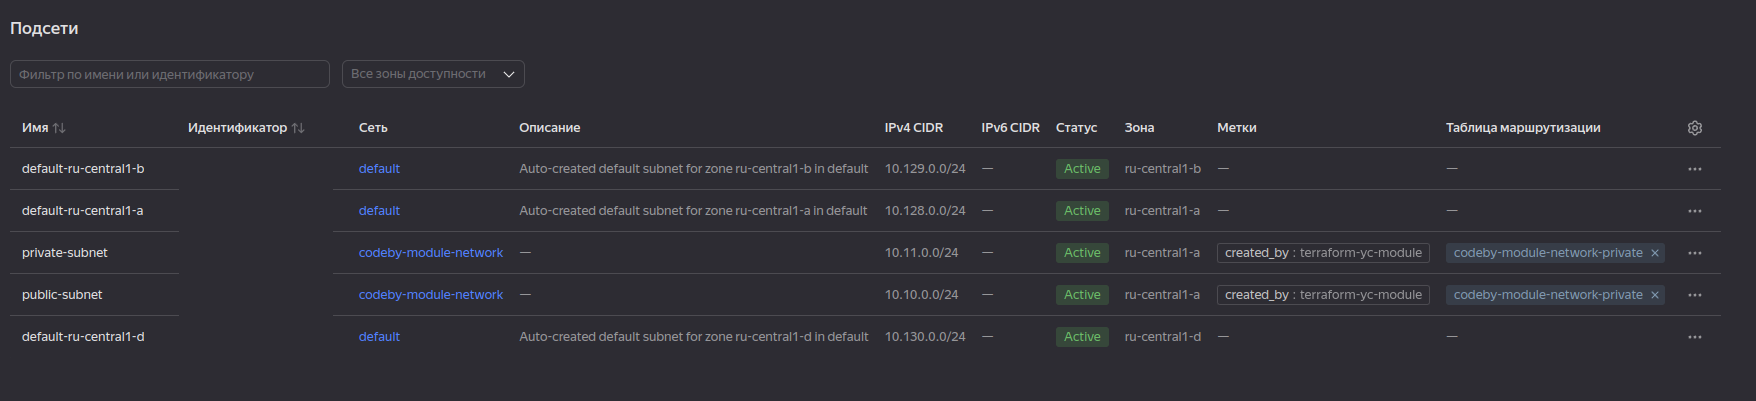 Подсети
Фильтр по имени или идентификатору Все зоны доступности
Имя Идентификатор Сеть Описание IPv4 CIDR IPv6 CIDR Статус Зона Метки Таблица маршрутизации
default-ru-central1-b default Auto-created default subnet for zone ru-central1-b in default 10.129.0.0/24 — Active ru-central1-b — —
default-ru-central1-a default Auto-created default subnet for zone ru-central1-a in default 10.128.0.0/24 — Active ru-central1-a — —
private-subnet codeby-module-network — 10.11.0.0/24 — Active ru-central1-a created_by : terraform-yc-module codeby-module-network-private ×
public-subnet codeby-module-network — 10.10.0.0/24 — Active ru-central1-a created_by : terraform-yc-module codeby-module-network-private ×
default-ru-central1-d default Auto-created default subnet for zone ru-central1-d in default 10.130.0.0/24 — Active ru-central1-d — —